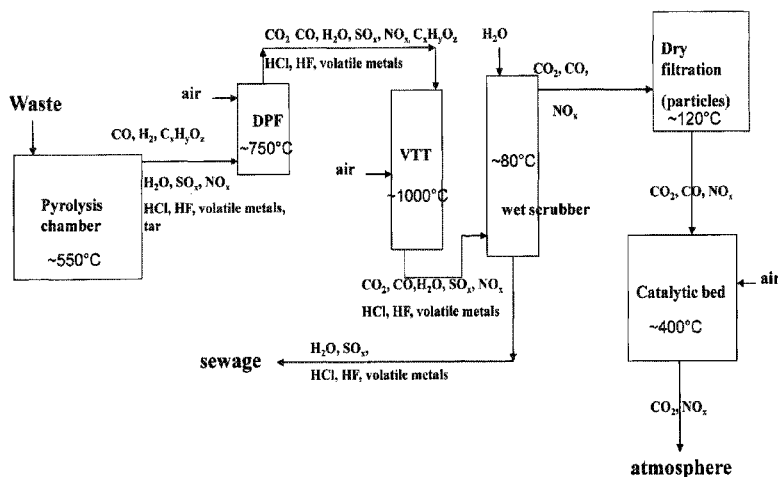 CO₂ CO, H₂O, SOₓ, NOₓ, CₓHᵧO_z
HCl, HF, volatile metals
H₂O
CO₂, CO,
NOₓ
Dry
filtration
(particles)
~120°C
Waste
air
DPF
~750°C
CO, H₂, CₓHᵧO_z
H₂O, SOₓ, NOₓ
HCl, HF, volatile metals,
tar
Pyrolysis
chamber
~550°C
air
VTT
~1000°C
~80°C
wet scrubber
CO₂, CO, NOₓ
CO₂, CO,H₂O, SOₓ, NOₓ
HCl, HF, volatile metals
Catalytic bed
~400°C
air
sewage
H₂O, SOₓ,
HCl, HF, volatile metals
CO₂, NOₓ
atmosphere